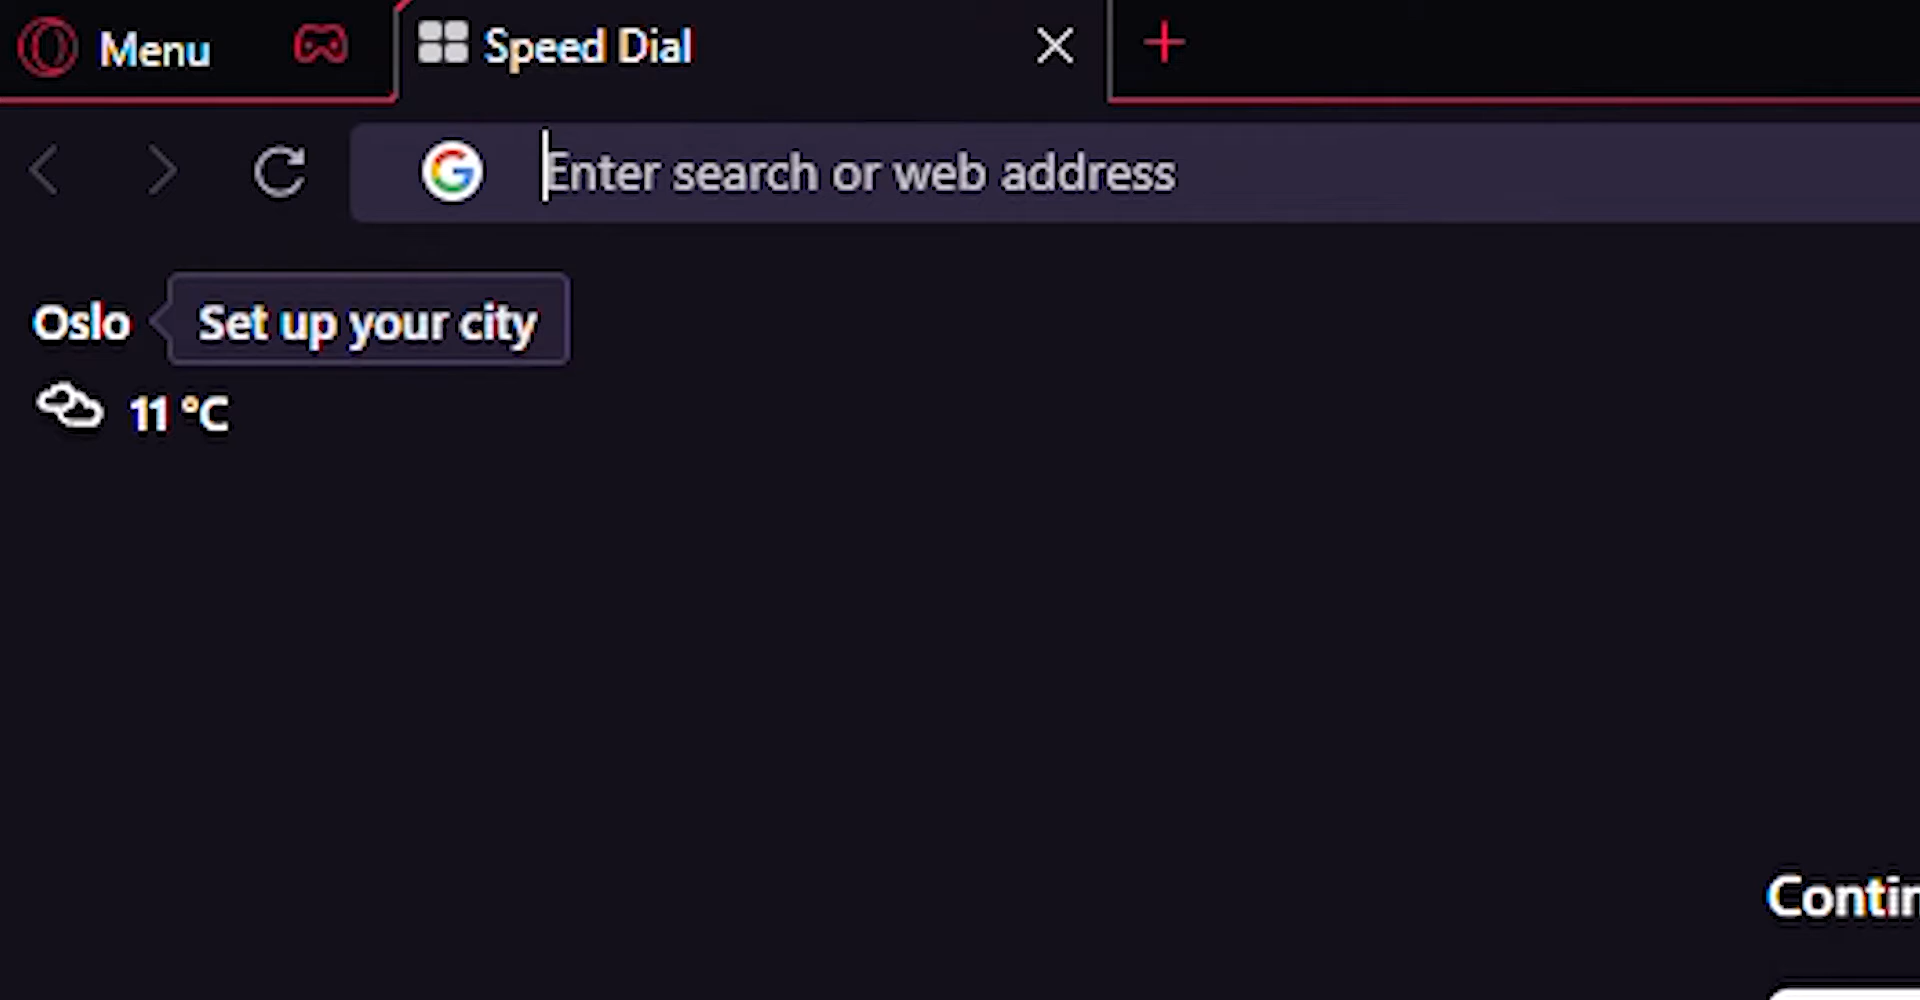 Menu
Speed Dial
Enter search or web address
Oslo
Set up your city
11 °C